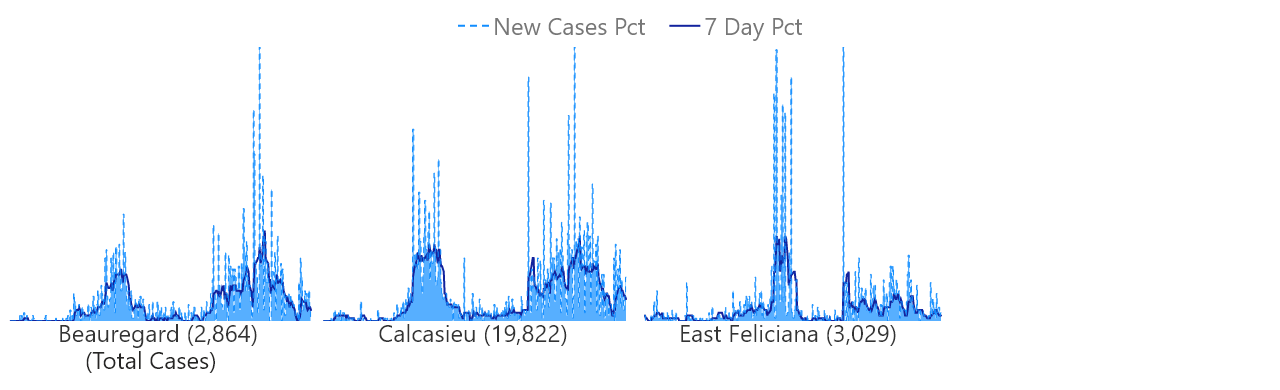 New Cases Pct 7 Day Pct
Beauregard (2,864) Calcasieu (19,822) East Feliciana (3,029)
(Total Cases)